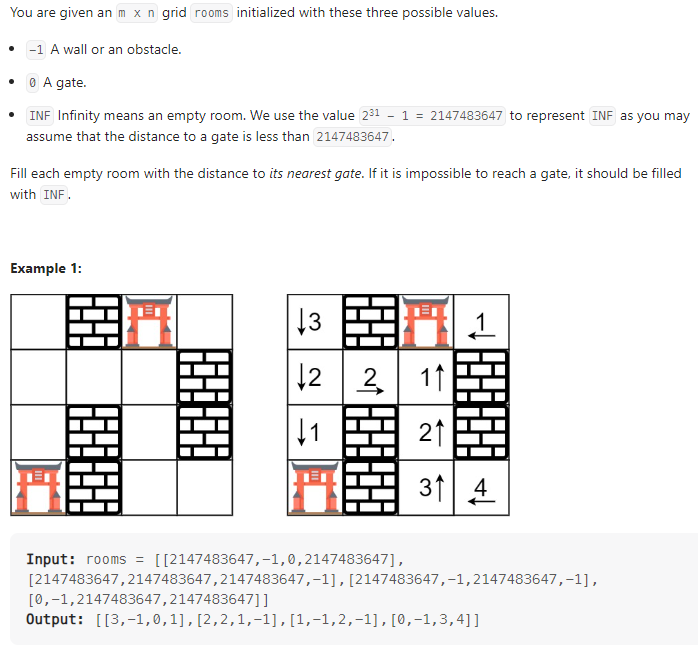 You are given an m x n grid rooms initialized with these three possible values.
• -1 A wall or an obstacle.
• 0 A gate.
• INF Infinity means an empty room. We use the value 2³¹ - 1 = 2147483647 to represent INF as you may
assume that the distance to a gate is less than 2147483647.
Fill each empty room with the distance to its nearest gate. If it is impossible to reach a gate, it should be filled
with INF.
Example 1:
↓3 1←
↓2 2→ 1↑
↓1 2↑
3↑ 4←
Input: rooms = [[2147483647,-1,0,2147483647],
[2147483647,2147483647,2147483647,-1],[2147483647,-1,2147483647,-1],
[0,-1,2147483647,2147483647]]
Output: [[3,-1,0,1],[2,2,1,-1],[1,-1,2,-1],[0,-1,3,4]]